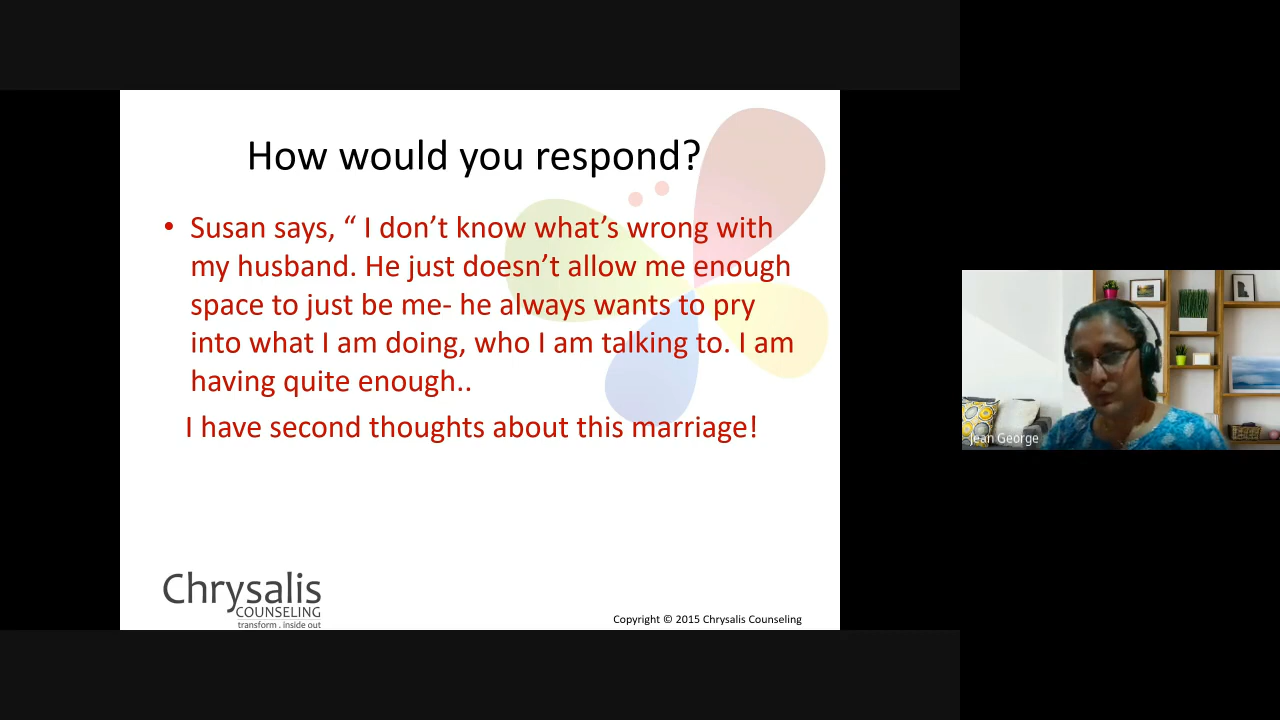 How would you respond?
• Susan says, “ I don’t know what’s wrong with
my husband. He just doesn’t allow me enough
space to just be me- he always wants to pry
into what I am doing, who I am talking to. I am
having quite enough..
I have second thoughts about this marriage!
Jean George
Chrysalis
COUNSELING
transform . inside out
Copyright © 2015 Chrysalis Counseling